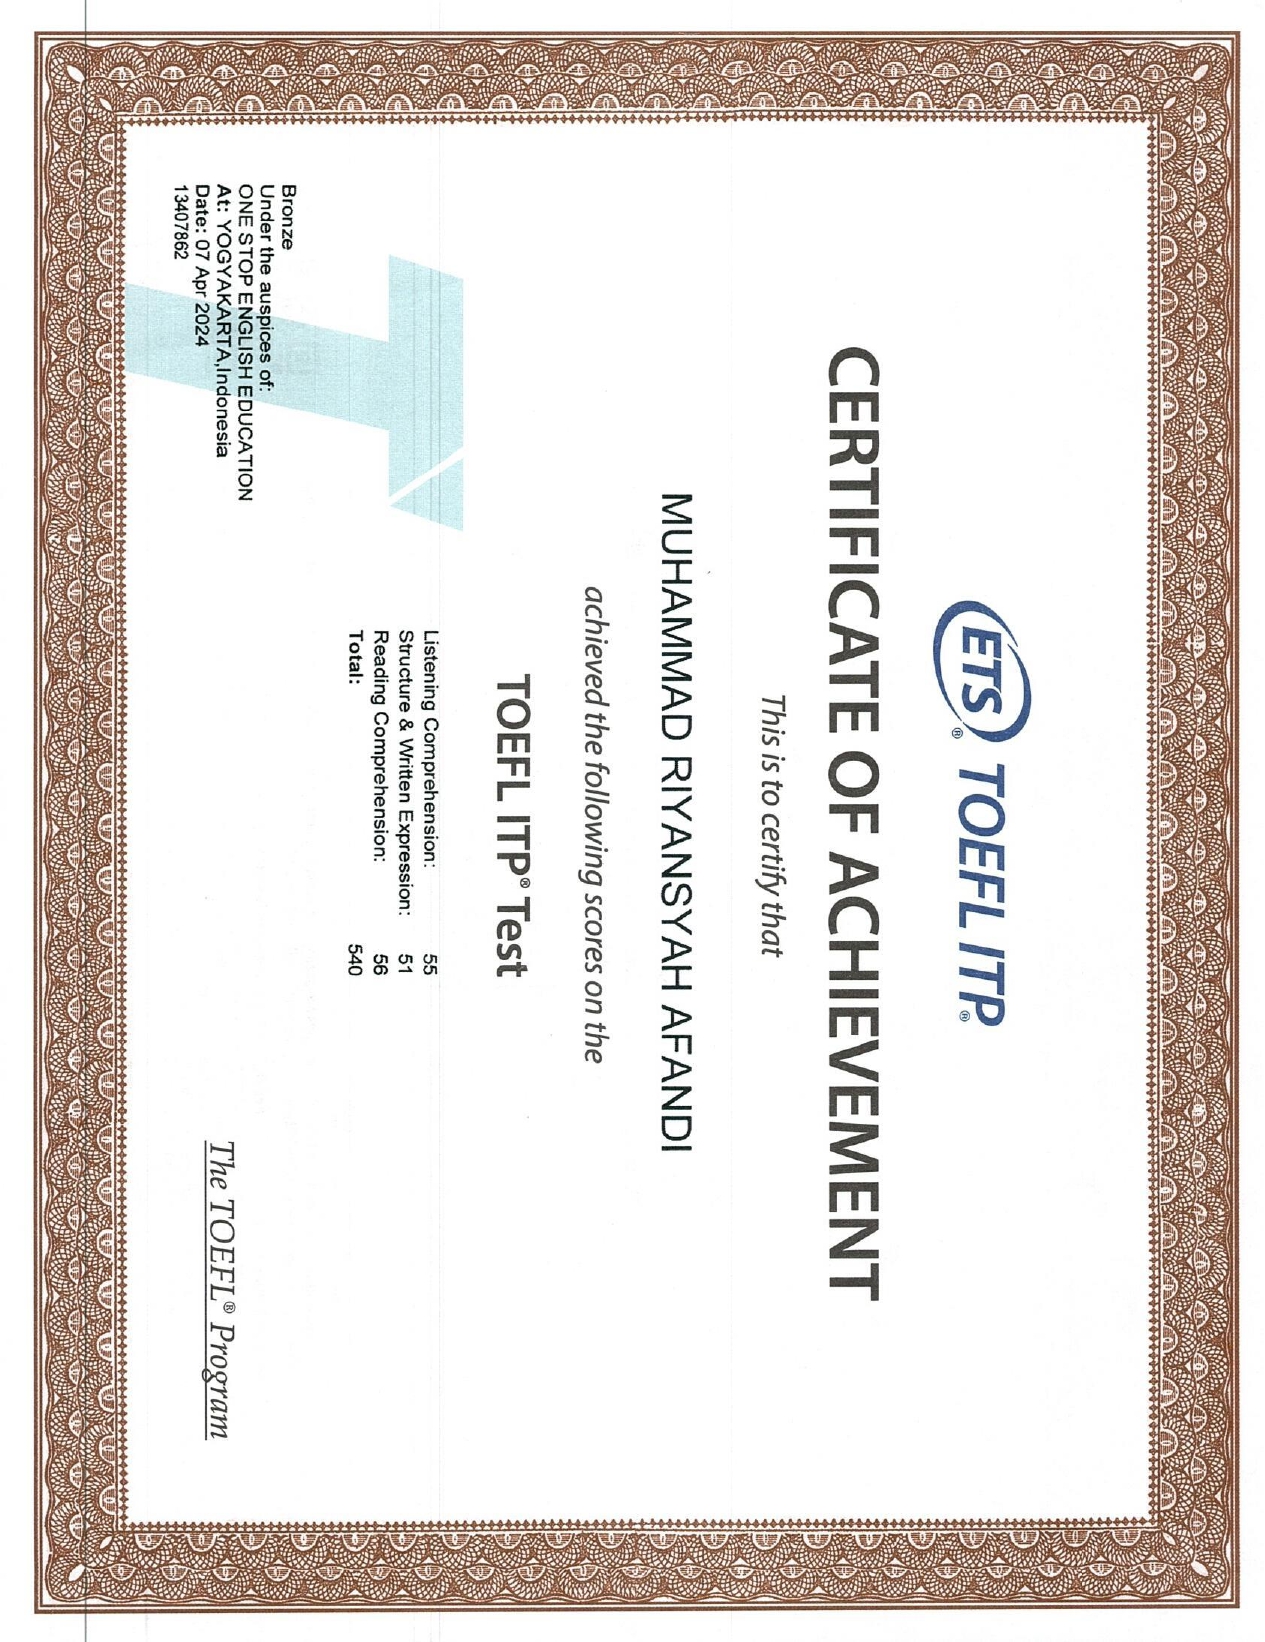 ETS® TOEFL ITP®
CERTIFICATE OF ACHIEVEMENT
This is to certify that
MUHAMMAD RIYANSYAH AFANDI
achieved the following scores on the
TOEFL ITP® Test
Listening Comprehension: 55
Structure & Written Expression: 51
Reading Comprehension: 56
Total: 540
Bronze
Under the auspices of:
ONE STOP ENGLISH EDUCATION
At: YOGYAKARTA,Indonesia
Date: 07 Apr 2024
13407862
The TOEFL® Program